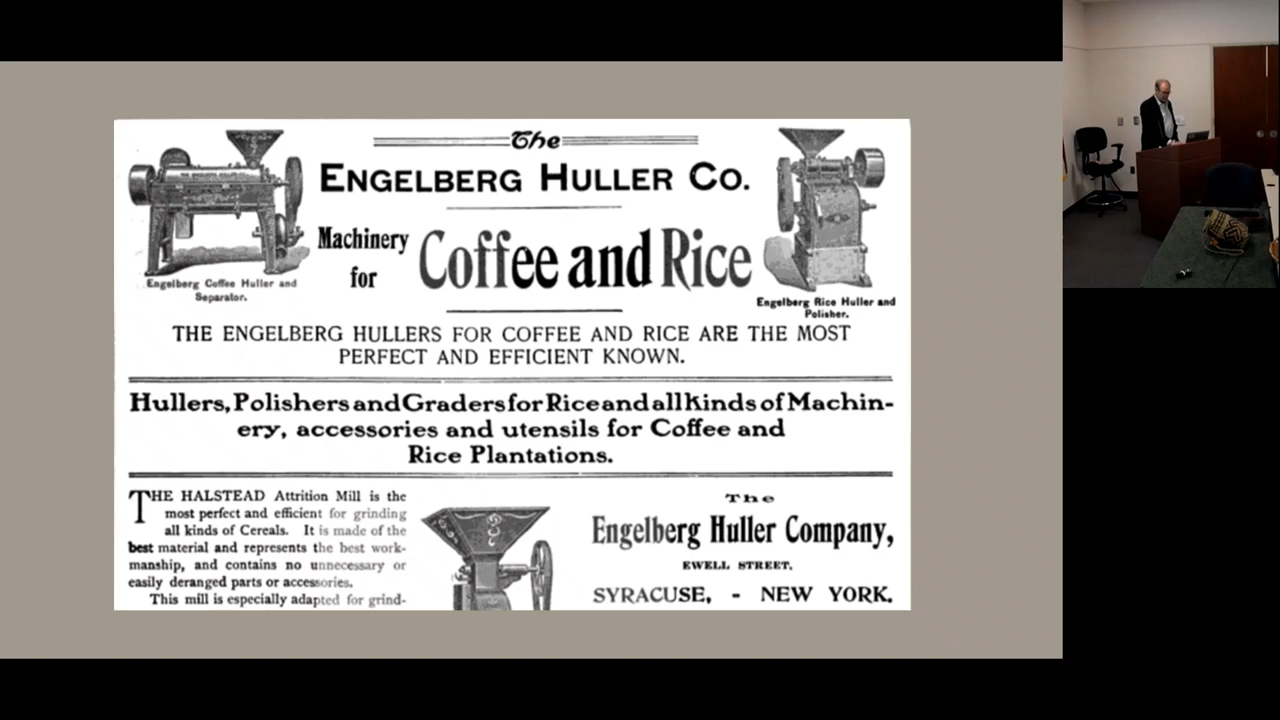 The
ENGELBERG HULLER CO.
Machinery
for
Coffee and Rice
Engelberg Coffee Huller and
Separator.
Engelberg Rice Huller and
Polisher.
THE ENGELBERG HULLERS FOR COFFEE AND RICE ARE THE MOST
PERFECT AND EFFICIENT KNOWN.
Hullers, Polishers and Graders for Rice and all kinds of Machin-
ery, accessories and utensils for Coffee and
Rice Plantations.
THE HALSTEAD Attrition Mill is the
most perfect and efficient for grinding
all kinds of Cereals. It is made of the
best material and represents the best work-
manship, and contains no unnecessary or
easily deranged parts or accessories.
This mill is especially adapted for grind-
The
Engelberg Huller Company,
EWELL STREET,
SYRACUSE, - NEW YORK.